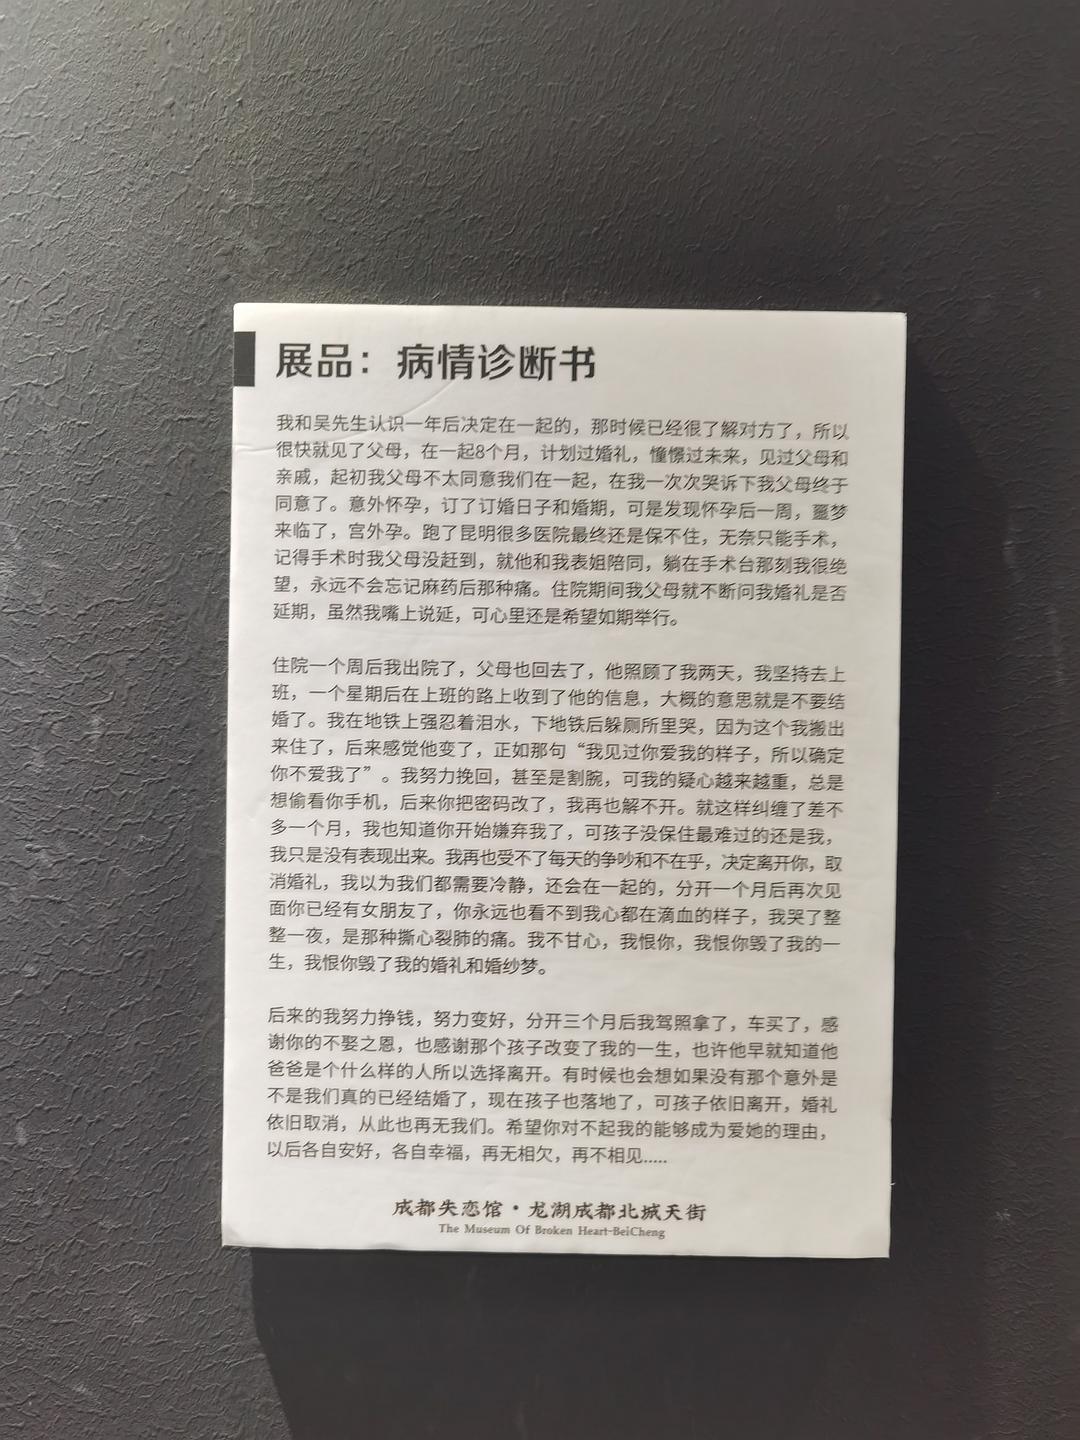 展品：病情诊断书
我和吴先生认识一年后决定在一起的，那时候已经很了解对方了，所以
很快就见了父母，在一起8个月，计划过婚礼，憧憬过未来，见过父母和
亲戚，起初我父母不太同意我们在一起，在我一次次哭诉下我父母终于
同意了。意外怀孕，订了订婚日子和婚期，可是发现怀孕后一周，噩梦
来临了，宫外孕。跑了昆明很多医院最终还是保不住，无奈只能手术，
记得手术时我父母没赶到，就他和我表姐陪同，躺在手术台那刻我很绝
望，永远不会忘记麻药后那种痛。住院期间我父母就不断问我婚礼是否
延期，虽然我嘴上说延，可心里还是希望如期举行。
住院一个周后我出院了，父母也回去了，他照顾了我两天，我坚持去上
班，一个星期后在上班的路上收到了他的信息，大概的意思就是不要结
婚了。我在地铁上强忍着泪水，下地铁后躲厕所里哭，因为这个我搬出
来住了，后来感觉他变了，正如那句“我见过你爱我的样子，所以确定
你不爱我了”。我努力挽回，甚至是割腕，可我的疑心越来越重，总是
想偷看你手机，后来你把密码改了，我再也解不开。就这样纠缠了差不
多一个月，我也知道你开始嫌弃我了，可孩子没保住最难过的还是我，
我只是没有表现出来。我再也受不了每天的争吵和不在乎，决定离开你，取
消婚礼，我以为我们都需要冷静，还会在一起的，分开一个月后再次见
面你已经有女朋友了，你永远也看不到我心都在滴血的样子，我哭了整
整一夜，是那种撕心裂肺的痛。我不甘心，我恨你，我恨你毁了我的一
生，我恨你毁了我的婚礼和婚纱梦。
后来的我努力挣钱，努力变好，分开三个月后我驾照拿了，车买了，感
谢你的不娶之恩，也感谢那个孩子改变了我的一生，也许他早就知道他
爸爸是个什么样的人所以选择离开。有时候也会想如果没有那个意外是
不是我们真的已经结婚了，现在孩子也落地了，可孩子依旧离开，婚礼
依旧取消，从此也再无我们。希望你对不起我的能够成为爱她的理由，
以后各自安好，各自幸福，再无相欠，再不相见.....
成都失恋馆·龙湖成都北城天街
The Museum Of Broken Heart-BeiCheng